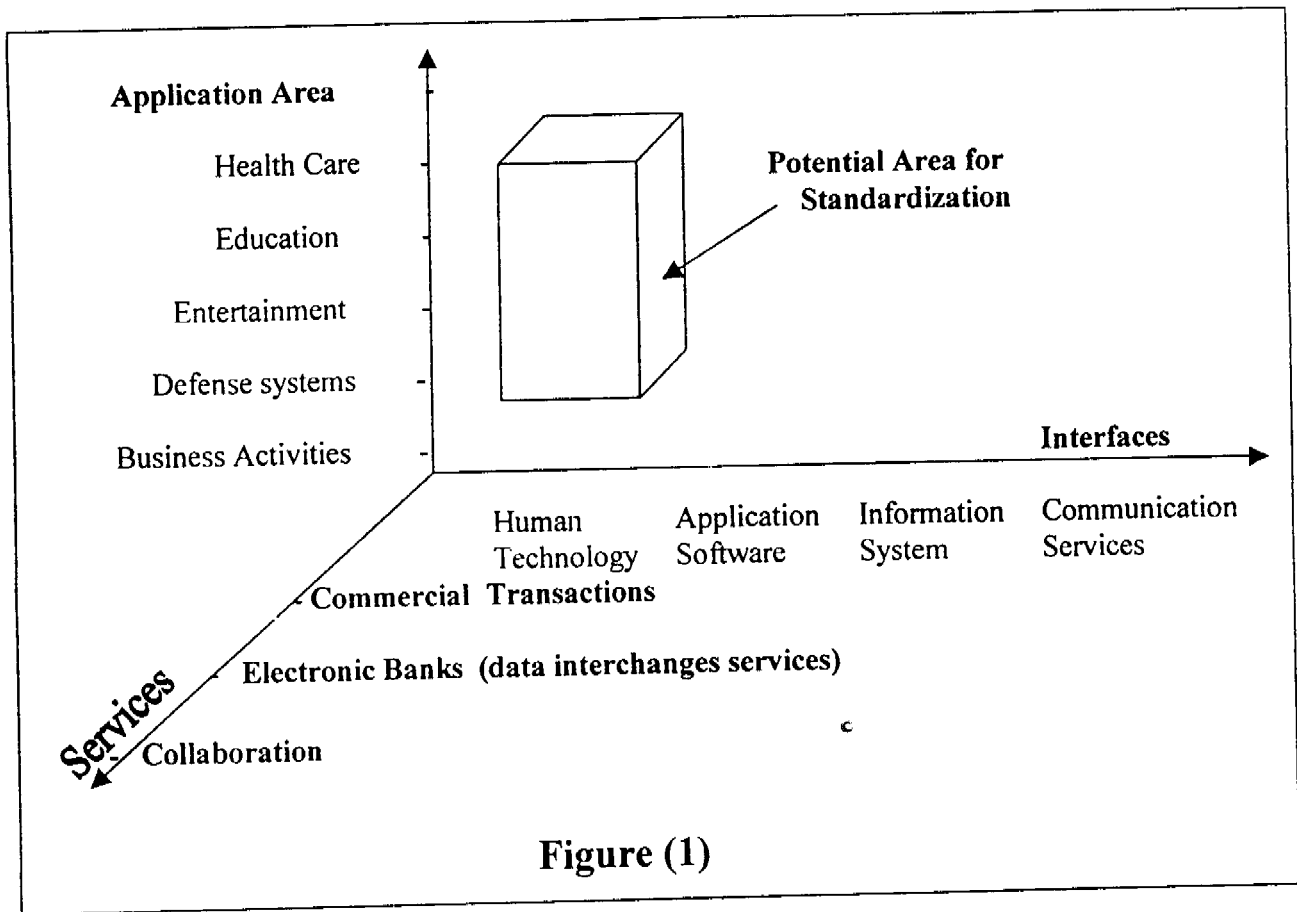 Application Area
Health Care
Education
Entertainment
Defense systems
Business Activities
Potential Area for
Standardization
Interfaces
Human
Technology
Application
Software
Information
System
Communication
Services
Commercial Transactions
Electronic Banks (data interchanges services)
Collaboration
Services
c
Figure (1)